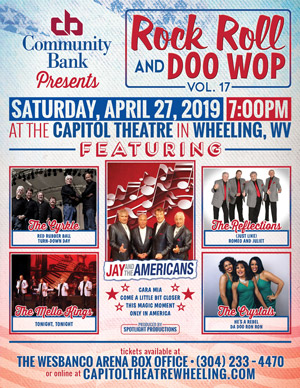 cb
Community
Bank
Presents
Rock Roll
AND DOO WOP
VOL. 17
SATURDAY, APRIL 27, 2019 7:00PM
AT THE CAPITOL THEATRE IN WHEELING, WV
FEATURING
The Cyrkle
RED RUBBER BALL
TURN-DOWN DAY
The Mello-Kings
TONIGHT, TONIGHT
JAY AND THE AMERICANS
CARA MIA
COME A LITTLE BIT CLOSER
THIS MAGIC MOMENT
ONLY IN AMERICA
PRODUCED BY
SPOTLIGHT PRODUCTIONS
The Reflections
(JUST LIKE)
ROMEO AND JULIET
The Crystals
HE'S A REBEL
DA DOO RON RON
tickets available at
THE WESBANCO ARENA BOX OFFICE • (304) 233 - 4470
or online at CAPITOLTHEATREWHEELING.COM